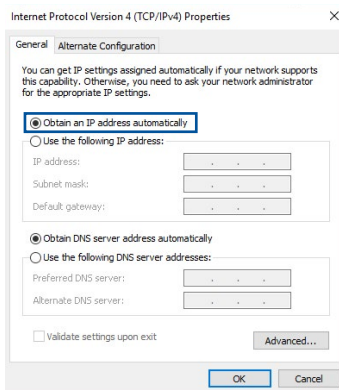 Internet Protocol Version 4 (TCP/IPv4) Properties
General
Alternate Configuration
You can get IP settings assigned automatically if your network supports
this capability. Otherwise, you need to ask your network administrator
for the appropriate IP settings.
Obtain an IP address automatically
Use the following IP address:
IP address:
Subnet mask:
Default gateway:
Obtain DNS server address automatically
Use the following DNS server addresses:
Preferred DNS server:
Alternate DNS server:
Validate settings upon exit
Advanced...
OK
Cancel